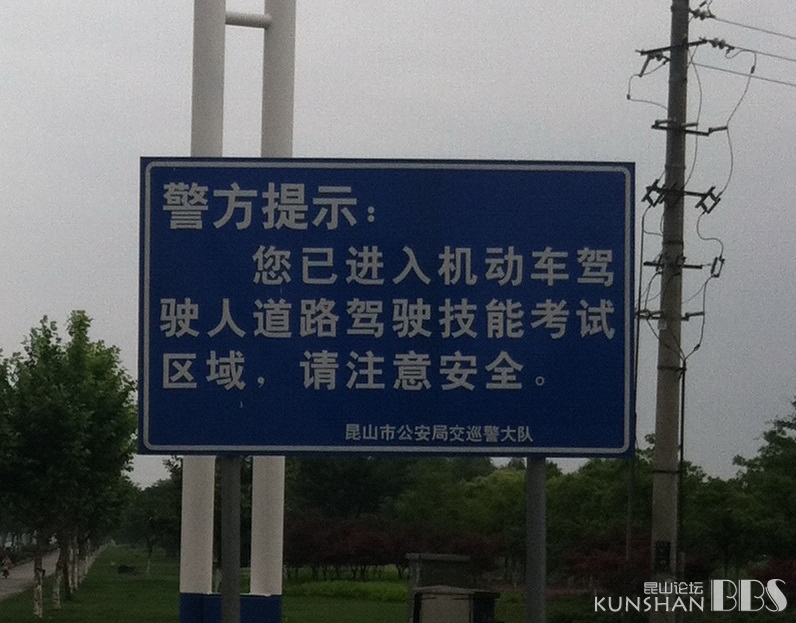 警方提示：
您已进入机动车驾
驶人道路驾驶技能考试
区域，请注意安全。
昆山市公安局交巡警大队
昆山论坛
KUNSHAN BBS